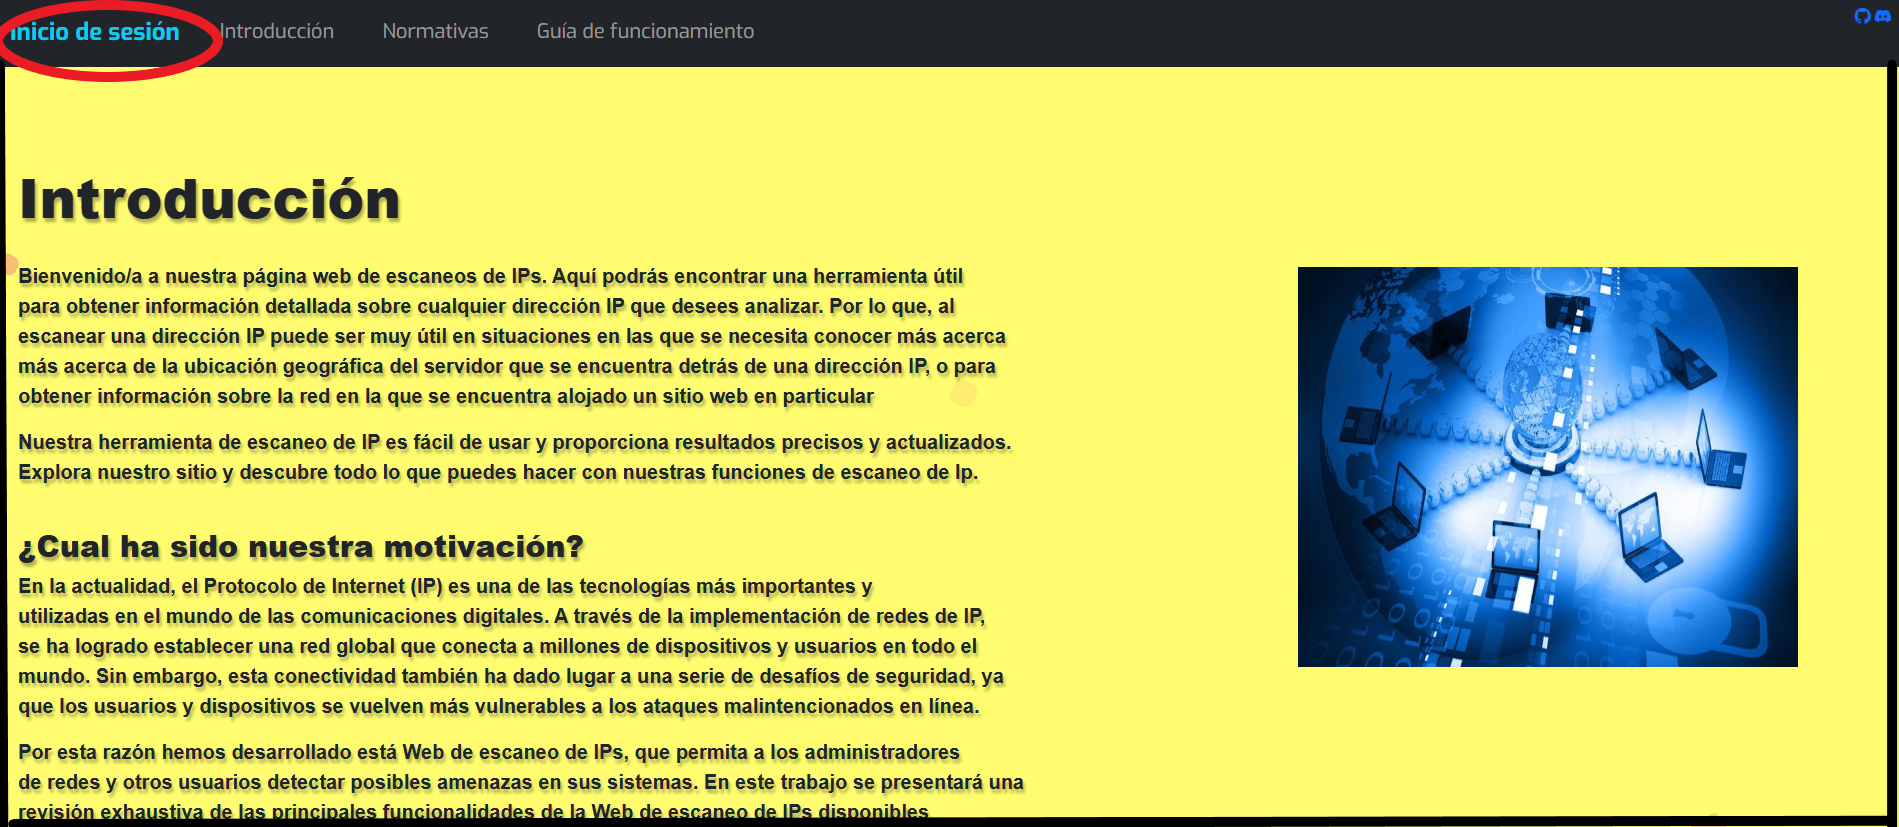 Inicio de sesión Introducción Normativas Guía de funcionamiento
Introducción
Bienvenido/a a nuestra página web de escaneos de IPs. Aquí podrás encontrar una herramienta útil
para obtener información detallada sobre cualquier dirección IP que desees analizar. Por lo que, al
escanear una dirección IP puede ser muy útil en situaciones en las que se necesita conocer más acerca
más acerca de la ubicación geográfica del servidor que se encuentra detrás de una dirección IP, o para
obtener información sobre la red en la que se encuentra alojado un sitio web en particular
Nuestra herramienta de escaneo de IP es fácil de usar y proporciona resultados precisos y actualizados.
Explora nuestro sitio y descubre todo lo que puedes hacer con nuestras funciones de escaneo de Ip.
¿Cual ha sido nuestra motivación?
En la actualidad, el Protocolo de Internet (IP) es una de las tecnologías más importantes y
utilizadas en el mundo de las comunicaciones digitales. A través de la implementación de redes de IP,
se ha logrado establecer una red global que conecta a millones de dispositivos y usuarios en todo el
mundo. Sin embargo, esta conectividad también ha dado lugar a una serie de desafíos de seguridad, ya
que los usuarios y dispositivos se vuelven más vulnerables a los ataques malintencionados en línea.
Por esta razón hemos desarrollado está Web de escaneo de IPs, que permita a los administradores
de redes y otros usuarios detectar posibles amenazas en sus sistemas. En este trabajo se presentará una
revisión exhaustiva de las principales funcionalidades de la Web de escaneo de IPs disponibles